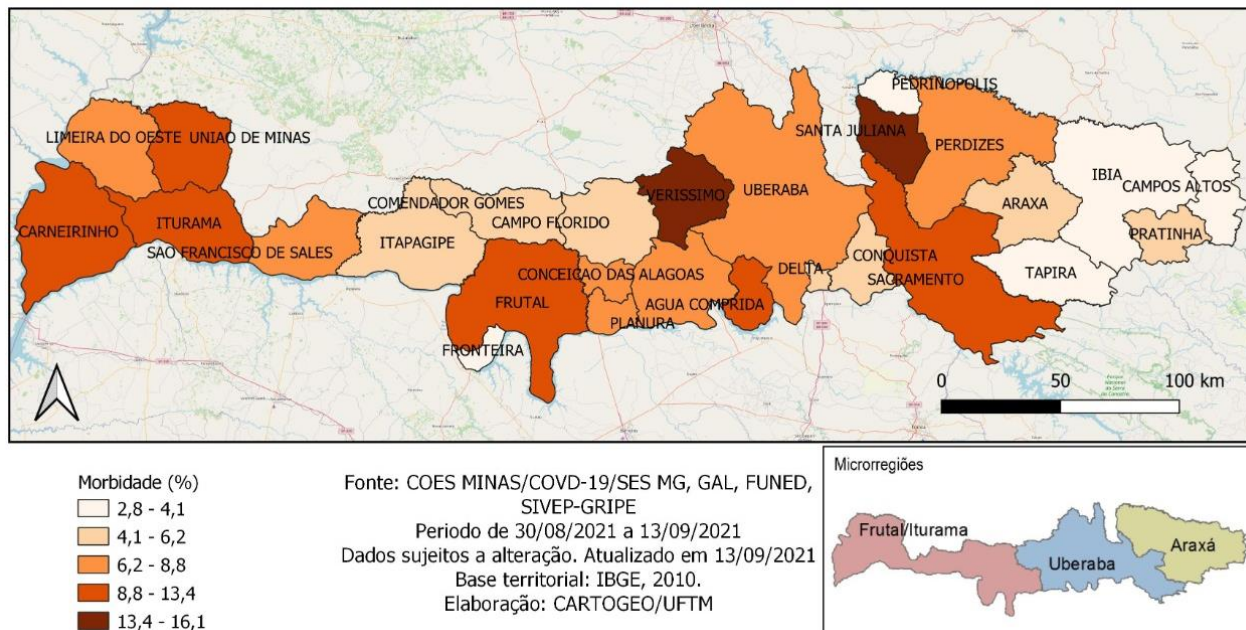 PEDRINOPOLIS
LIMEIRA DO OESTE
UNIAO DE MINAS
SANTA JULIANA
PERDIZES
IBIA
CAMPOS ALTOS
COMENDADOR GOMES
VERISSIMO
UBERABA
ARAXA
CARNEIRINHO
ITURAMA
CAMPO FLORIDO
PRATINHA
SAO FRANCISCO DE SALES
ITAPAGIPE
CONQUISTA
CONCEICAO DAS ALAGOAS
DELTA
SACRAMENTO
TAPIRA
FRUTAL
AGUA COMPRIDA
PLANURA
FRONTEIRA
0 50 100 km
Morbidade (%)
2,8 - 4,1
4,1 - 6,2
6,2 - 8,8
8,8 - 13,4
13,4 - 16,1
Fonte: COES MINAS/COVD-19/SES MG, GAL, FUNED,
SIVEP-GRIPE
Periodo de 30/08/2021 a 13/09/2021
Dados sujeitos a alteração. Atualizado em 13/09/2021
Base territorial: IBGE, 2010.
Elaboração: CARTOGEO/UFTM
Microrregiões
Frutal/Iturama
Uberaba
Araxá